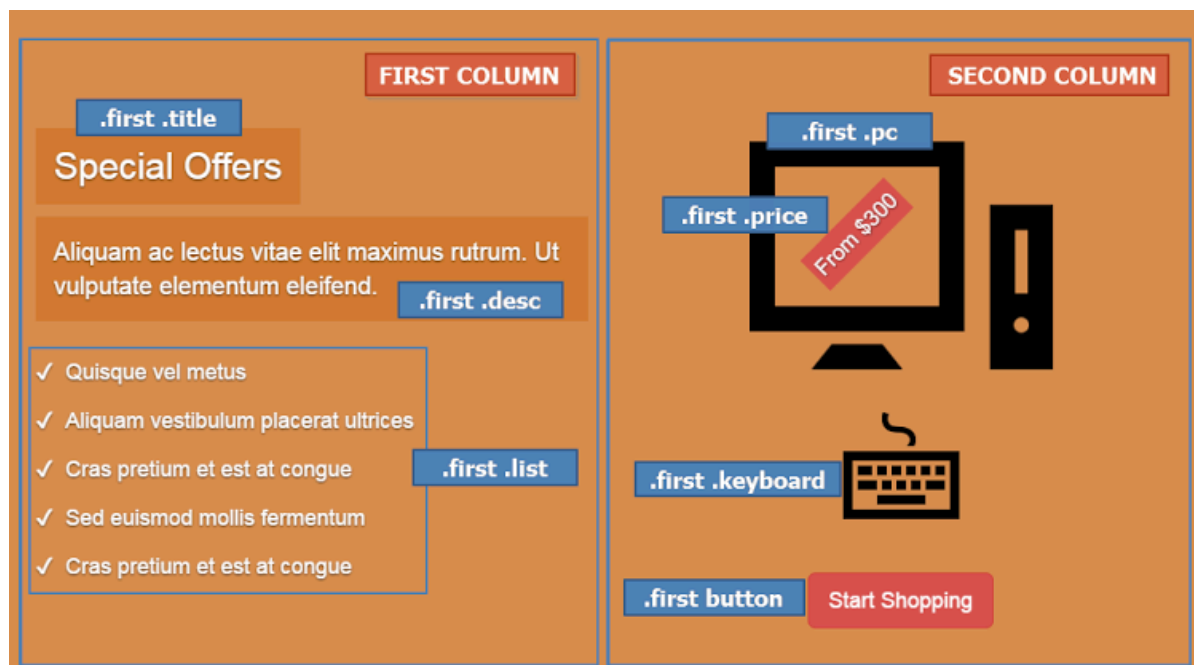 FIRST COLUMN
.first .title
Special Offers
Aliquam ac lectus vitae elit maximus rutrum. Ut
vulputate elementum eleifend.
.first .desc
✓ Quisque vel metus
✓ Aliquam vestibulum placerat ultrices
✓ Cras pretium et est at congue
.first .list
✓ Sed euismod mollis fermentum
✓ Cras pretium et est at congue
SECOND COLUMN
.first .pc
.first .price
From $300
.first .keyboard
.first button
Start Shopping